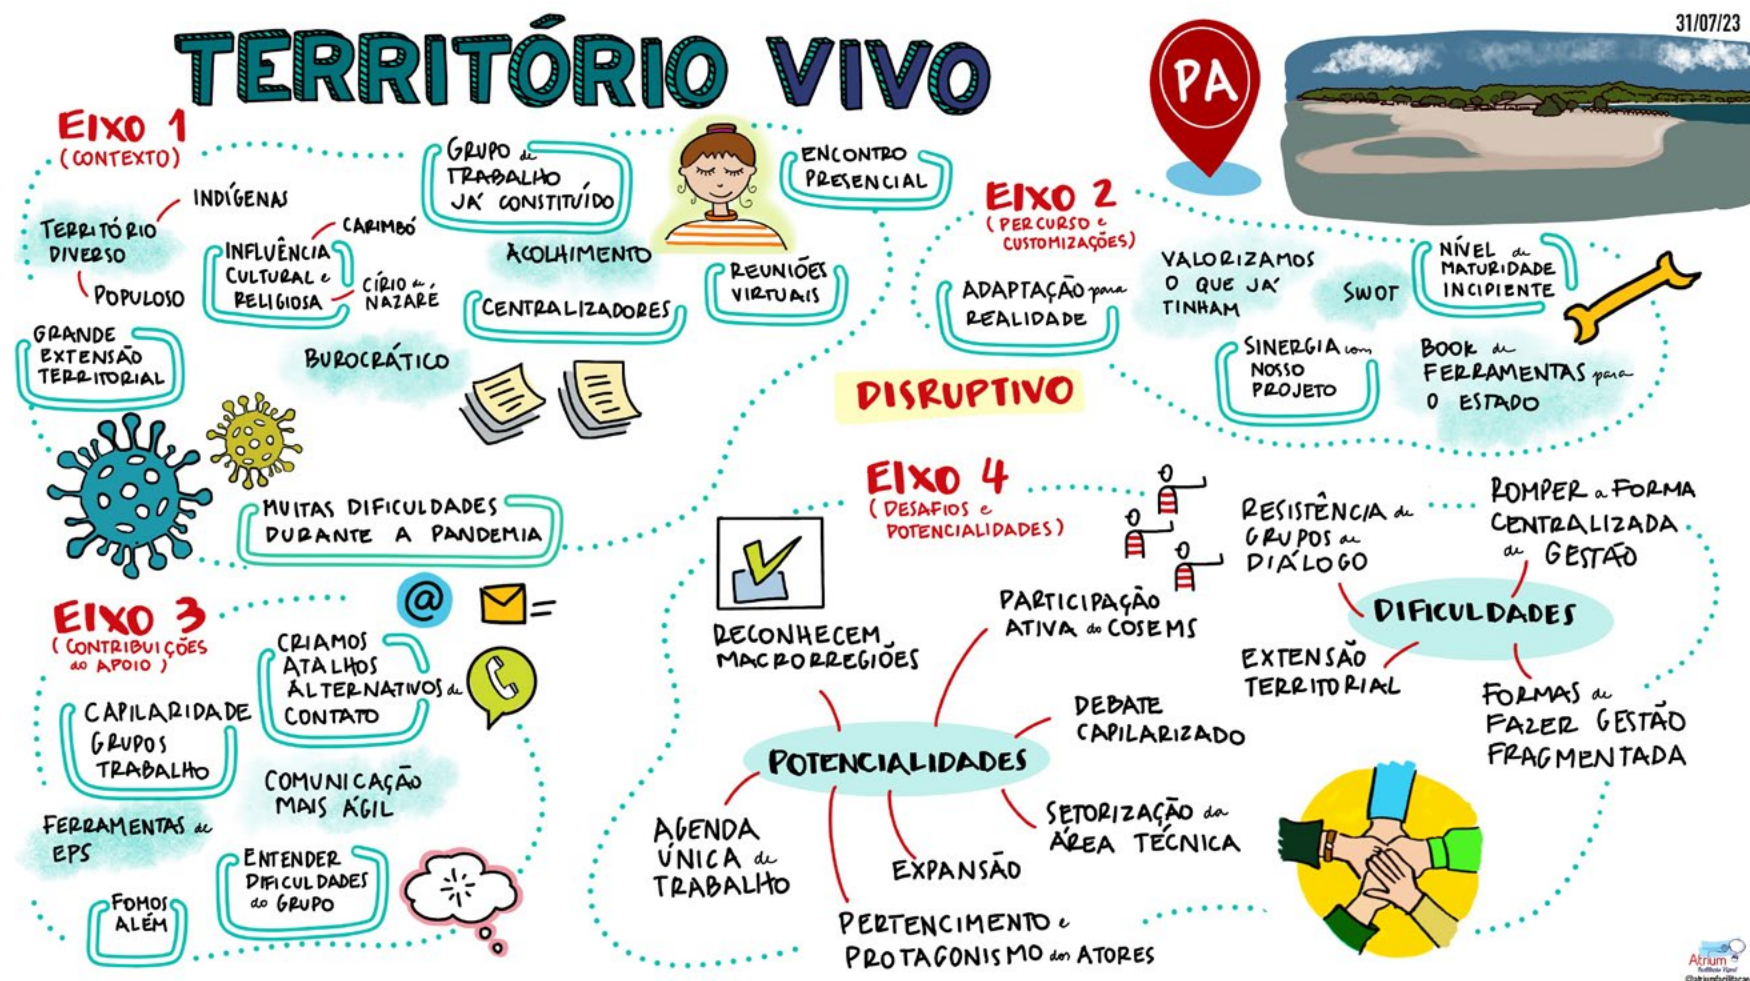 31/07/23
TERRITÓRIO VIVO
PA
EIXO 1
(CONTEXTO)
TERRITÓRIO
DIVERSO
INDÍGENAS
POPULOSO
INFLUÊNCIA
CULTURAL e
RELIGIOSA
CARIMBÓ
CÍRIO de
NAZARÉ
GRUPO de
TRABALHO
JÁ CONSTITUÍDO
ACOLHIMENTO
CENTRALIZADORES
ENCONTRO
PRESENCIAL
REUNIÕES
VIRTUAIS
GRANDE
EXTENSÃO
TERRITORIAL
BUROCRÁTICO
MUITAS DIFICULDADES
DURANTE A PANDEMIA
EIXO 2
(PERCURSO e
CUSTOMIZAÇÕES)
ADAPTAÇÃO para
REALIDADE
VALORIZAMOS
O QUE JÁ
TINHAM
SWOT
NÍVEL de
MATURIDADE
INCIPIENTE
SINERGIA com
NOSSO
PROJETO
BOOK de
FERRAMENTAS para
O ESTADO
DISRUPTIVO
EIXO 3
(CONTRIBUIÇÕES
do APOIO)
@
CRIAMOS
ATALHOS
ALTERNATIVOS de
CONTATO
CAPILARIDADE
GRUPOS
TRABALHO
COMUNICAÇÃO
MAIS ÁGIL
FERRAMENTAS de
EPS
ENTENDER
DIFICULDADES
do GRUPO
FOMOS
ALÉM
EIXO 4
(DESAFIOS e
POTENCIALIDADES)
RECONHECEM
MACRORREGIÕES
PARTICIPAÇÃO
ATIVA do COSEMS
DEBATE
CAPILARIZADO
POTENCIALIDADES
AGENDA
ÚNICA de
TRABALHO
EXPANSÃO
SETORIZAÇÃO da
ÁREA TÉCNICA
PERTENCIMENTO e
PROTAGONISMO dos ATORES
RESISTÊNCIA de
GRUPOS de
DIÁLOGO
ROMPER a FORMA
CENTRALIZADA
de GESTÃO
DIFICULDADES
EXTENSÃO
TERRITORIAL
FORMAS de
FAZER GESTÃO
FRAGMENTADA
Atrium